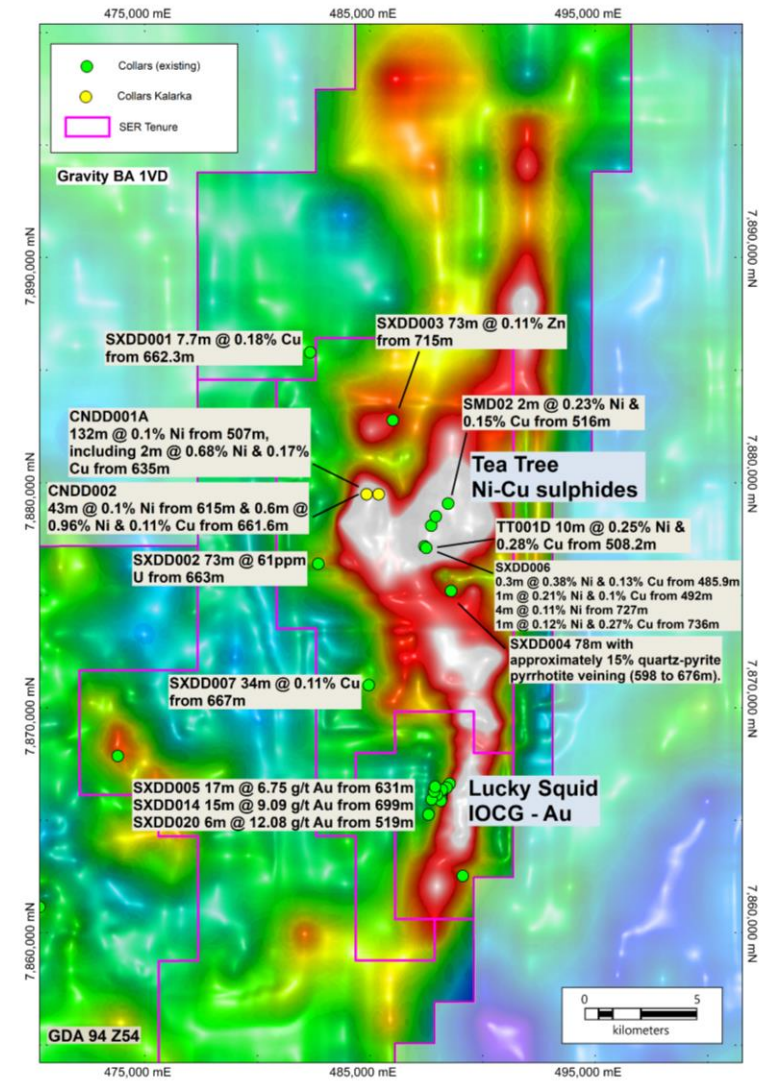 475,000 mE
485,000 mE
495,000 mE
Collars (existing)
Collars Kalarka
SER Tenure
Gravity BA 1VD
7,890,000 mN
7,890,000 mN
SXDD003 73m @ 0.11% Zn
from 715m
SXDD001 7.7m @ 0.18% Cu
from 662.3m
SMD02 2m @ 0.23% Ni &
0.15% Cu from 516m
CNDD001A
132m @ 0.1% Ni from 507m,
including 2m @ 0.68% Ni & 0.17%
Cu from 635m
Tea Tree
Ni-Cu sulphides
7,880,000 mN
7,880,000 mN
CNDD002
43m @ 0.1% Ni from 615m & 0.6m @
0.96% Ni & 0.11% Cu from 661.6m
TT001D 10m @ 0.25% Ni &
0.28% Cu from 508.2m
SXDD002 73m @ 61ppm
U from 663m
SXDD006
0.3m @ 0.38% Ni & 0.13% Cu from 485.9m
1m @ 0.21% Ni & 0.1% Cu from 492m
4m @ 0.11% Ni from 727m
1m @ 0.12% Ni & 0.27% Cu from 736m
SXDD004 78m with
approximately 15% quartz-pyrite
pyrrhotite veining (598 to 676m).
SXDD007 34m @ 0.11% Cu
from 667m
7,870,000 mN
7,870,000 mN
SXDD005 17m @ 6.75 g/t Au from 631m
SXDD014 15m @ 9.09 g/t Au from 699m
SXDD020 6m @ 12.08 g/t Au from 519m
Lucky Squid
IOCG - Au
7,860,000 mN
7,860,000 mN
0 5
kilometers
GDA 94 Z54
475,000 mE
485,000 mE
495,000 mE